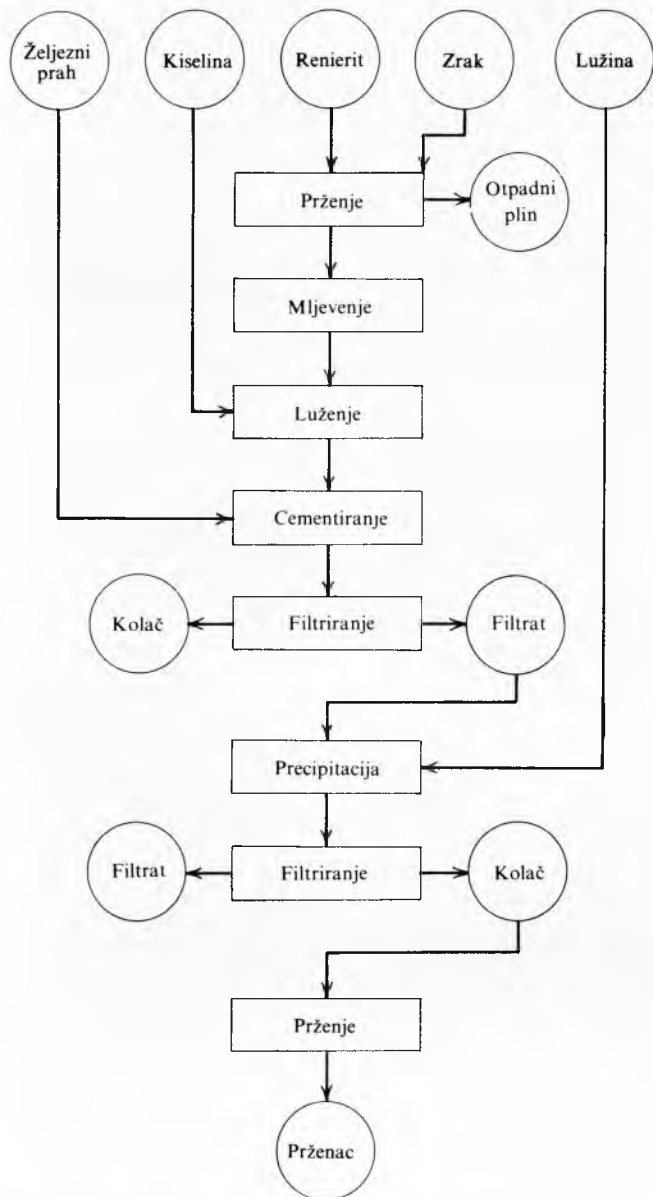 Željezni
prah
Kiselina
Renierit
Zrak
Lužina
Prženje
Otpadni
plin
Mljevenje
Luženje
Cementiranje
Kolač
Filtriranje
Filtrat
Precipitacija
Filtrat
Filtriranje
Kolač
Prženje
Prženac